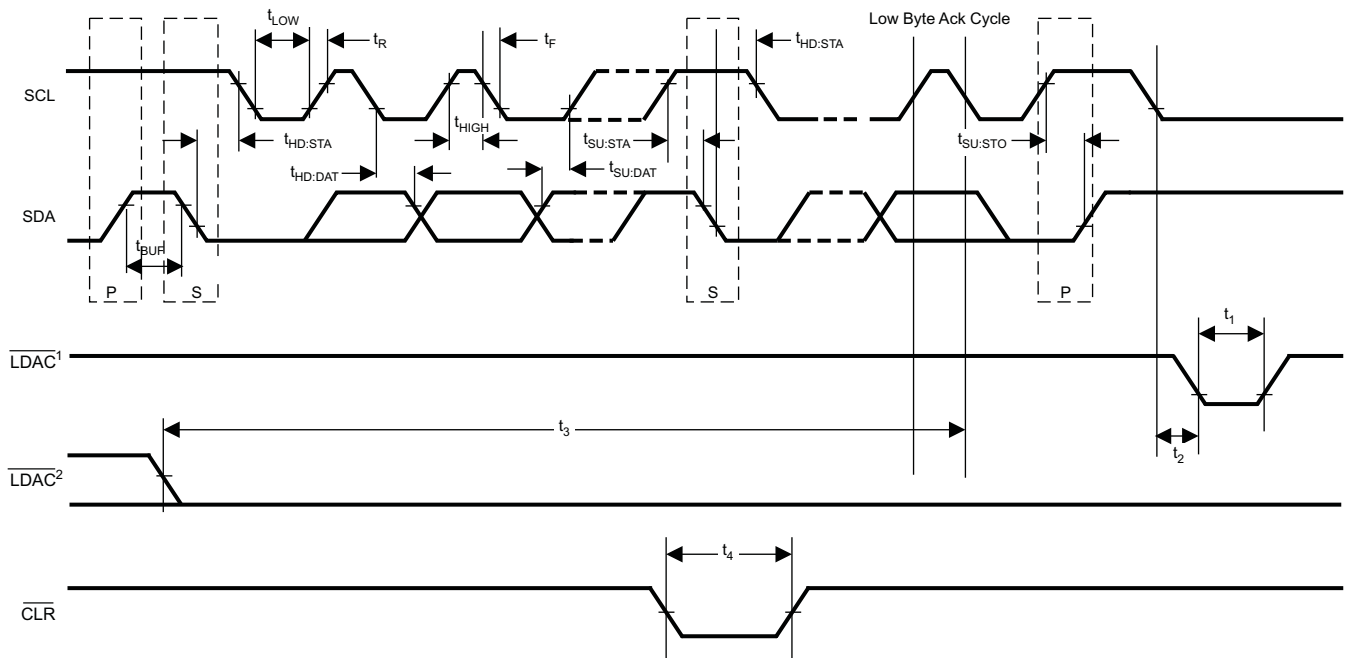 Low Byte Ack Cycle
tLOW
tR
tF
tHD:STA
SCL
tHD:STA
tHIGH
tSU:STA
tSU:STO
tHD:DAT
tSU:DAT
SDA
tBUF
P
S
S
P
t1
LDAC1
t3
t2
LDAC2
t4
CLR